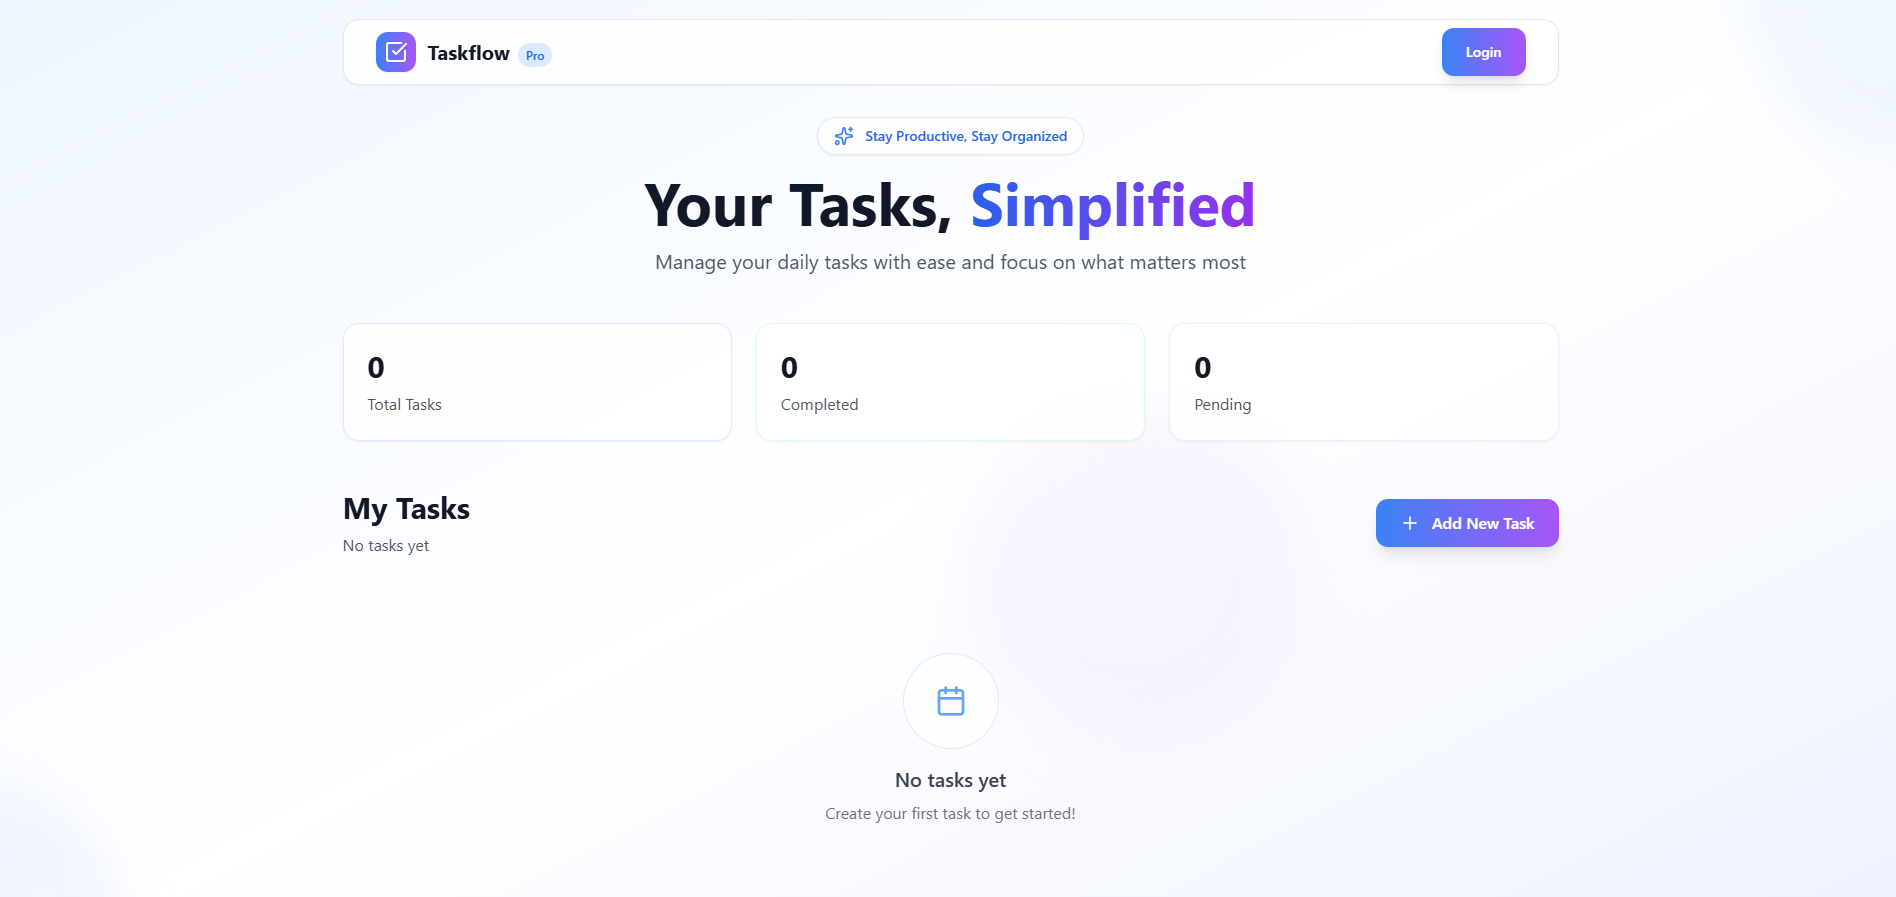 Taskflow Pro
Login
Stay Productive, Stay Organized
Your Tasks, Simplified
Manage your daily tasks with ease and focus on what matters most
0
Total Tasks
0
Completed
0
Pending
My Tasks
No tasks yet
Add New Task
No tasks yet
Create your first task to get started!